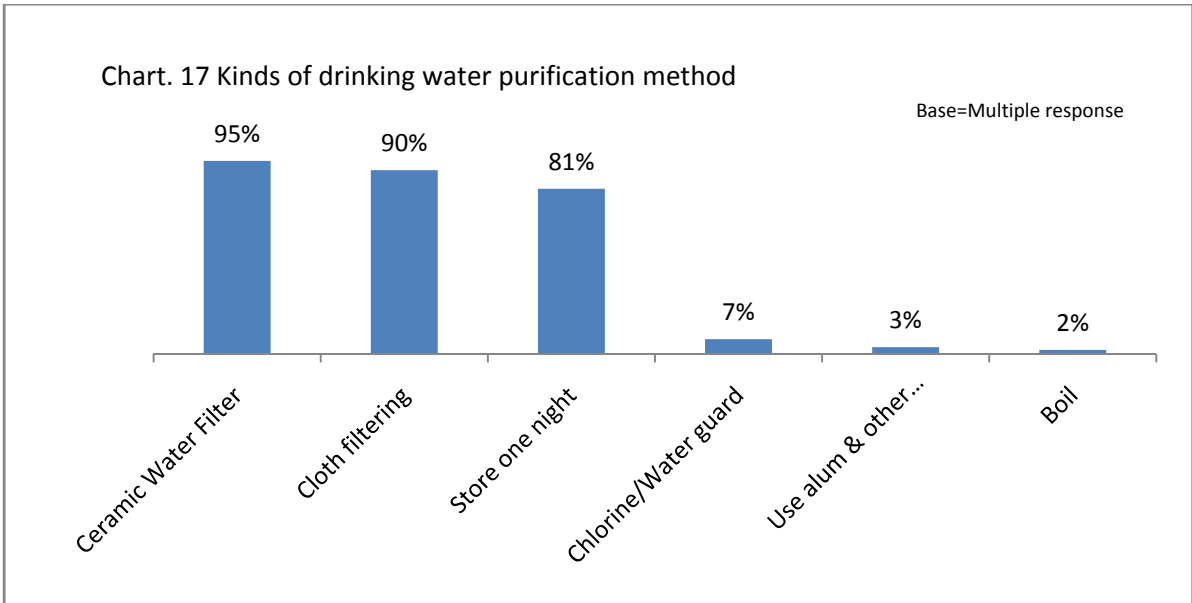 Chart. 17 Kinds of drinking water purification method
Base=Multiple response
95%
90%
81%
7%
3%
2%
Ceramic Water Filter
Cloth filtering
Store one night
Chlorine/Water guard
Use alum & other...
Boil